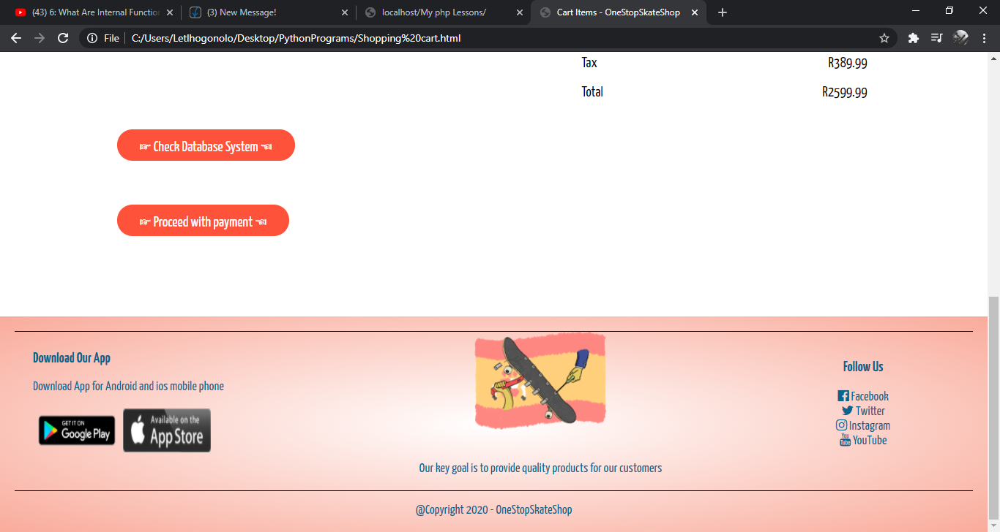 (43) 6: What Are Internal Function
(3) New Message!
localhost/My php Lessons/
Cart Items - OneStopSkateShop
File
C:/Users/Letlhogonolo/Desktop/PythonPrograms/Shopping%20cart.html
Tax R389.99
Total R2599.99
☞ Check Database System ☜
☞ Proceed with payment ☜
Download Our App
Download App for Android and ios mobile phone
GET IT ON
Google Play
Available on the
App Store
Our key goal is to provide quality products for our customers
Follow Us
Facebook
Twitter
Instagram
You
Tube
YouTube
@Copyright 2020 - OneStopSkateShop